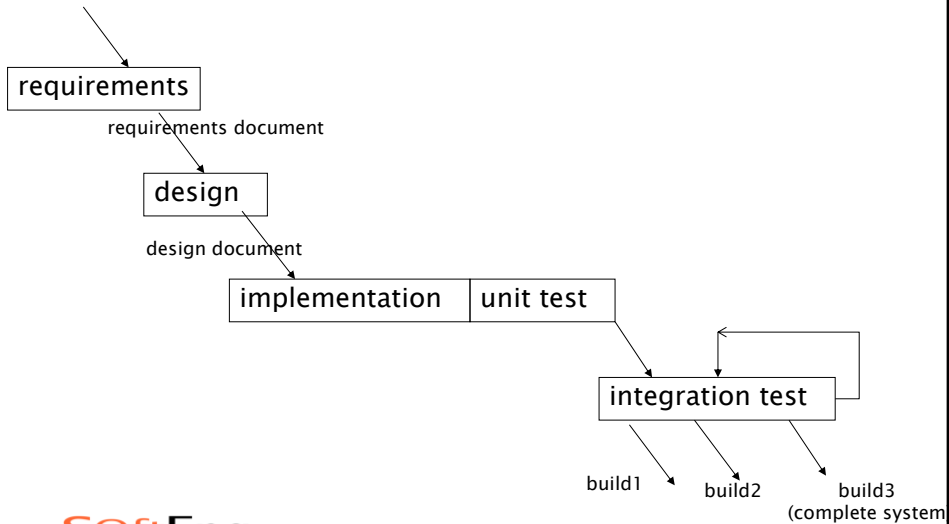 requirements
requirements document
design
design document
implementation
unit test
integration test
build1
build2
build3
(complete system